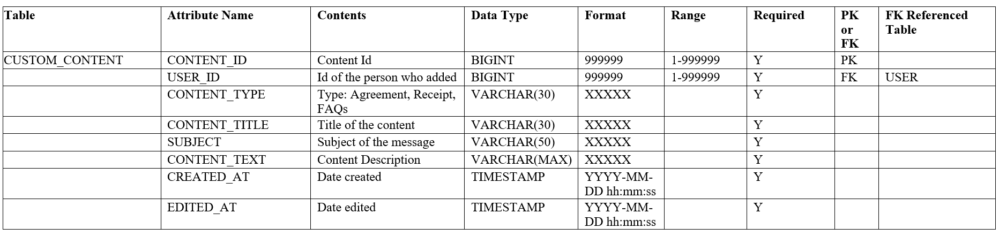 Table Attribute Name Contents Data Type Format Range Required PK or FK FK Referenced Table
CUSTOM_CONTENT CONTENT_ID Content Id BIGINT 999999 1-999999 Y PK
USER_ID Id of the person who added BIGINT 999999 1-999999 Y FK USER
CONTENT_TYPE Type: Agreement, Receipt, FAQs VARCHAR(30) XXXXX Y
CONTENT_TITLE Title of the content VARCHAR(30) XXXXX Y
SUBJECT Subject of the message VARCHAR(50) XXXXX Y
CONTENT_TEXT Content Description VARCHAR(MAX) XXXXX Y
CREATED_AT Date created TIMESTAMP YYYY-MM-DD hh:mm:ss Y
EDITED_AT Date edited TIMESTAMP YYYY-MM-DD hh:mm:ss Y